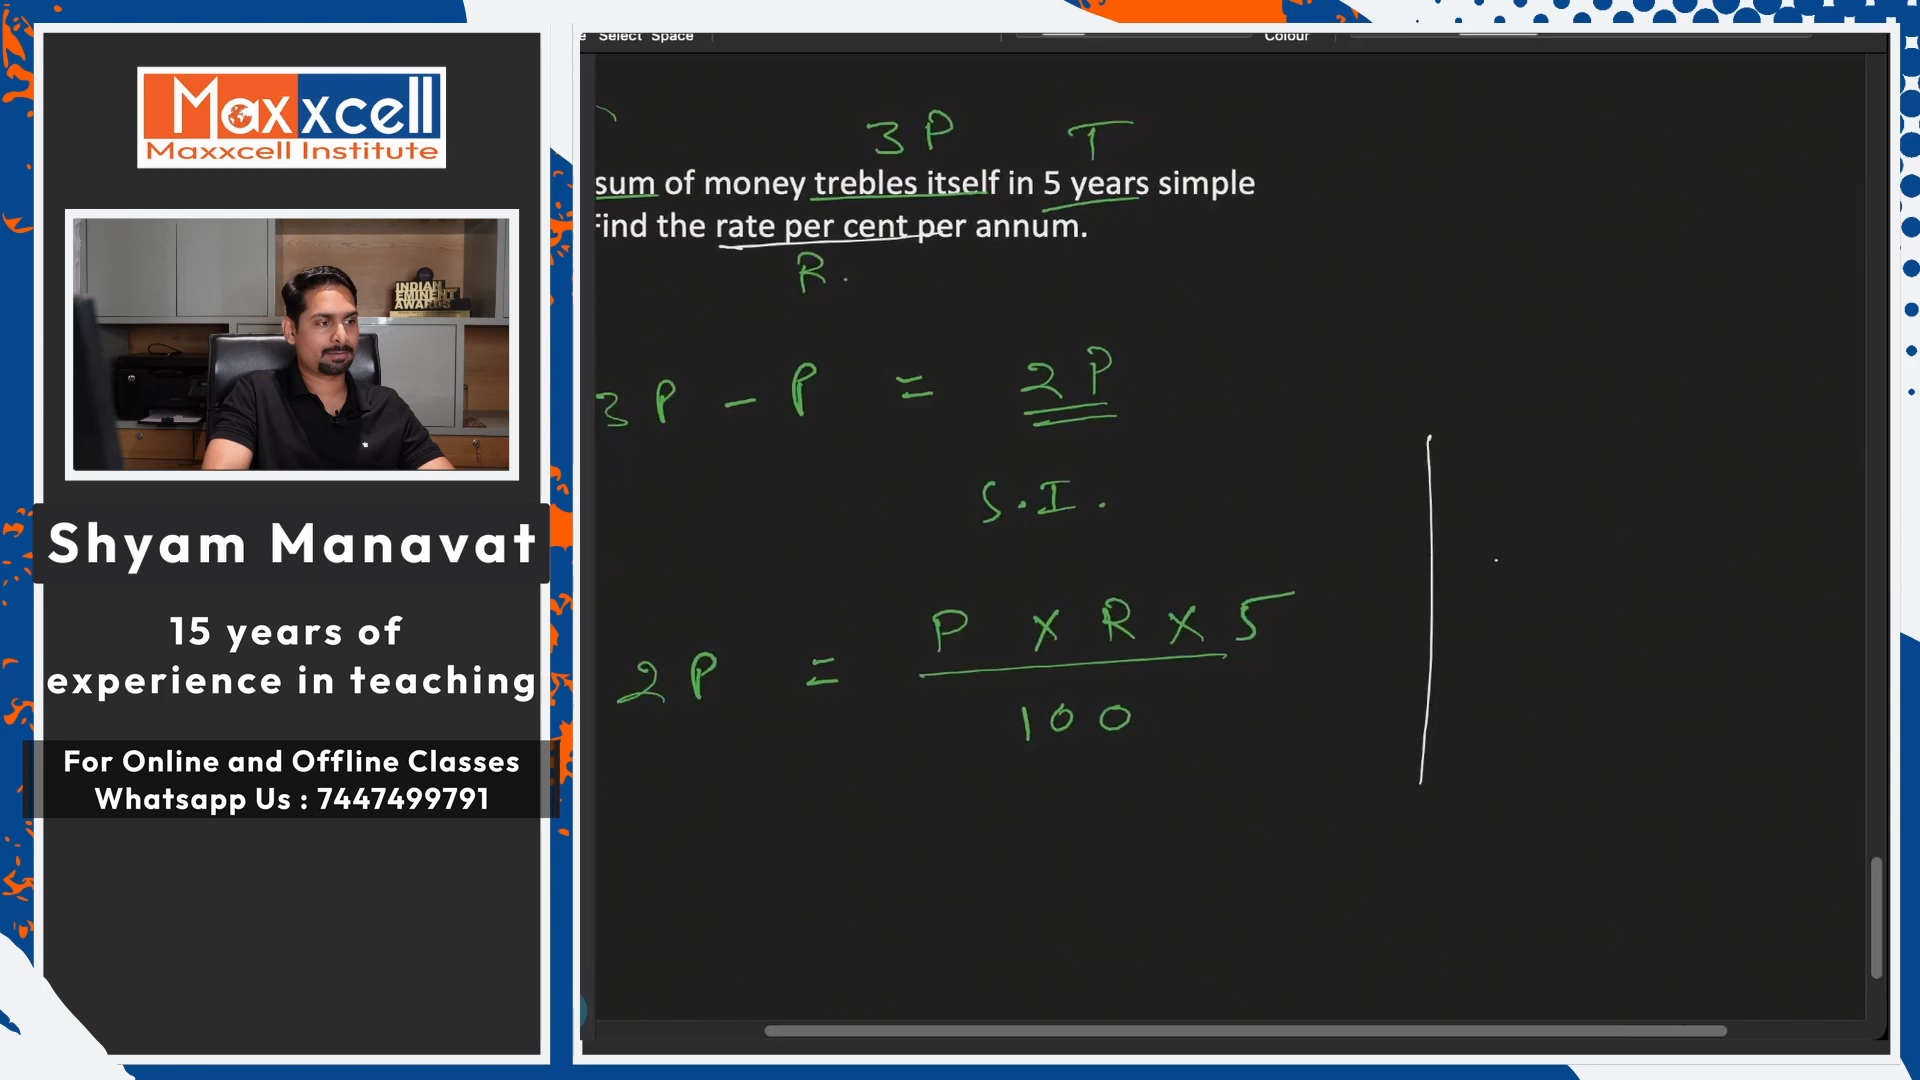 Maxxcell
Maxxcell Institute
INDIAN
EMINENT
AWARDS
Shyam Manavat
15 years of
experience in teaching
For Online and Offline Classes
Whatsapp Us : 7447499791
Select Space
Colour
3P T
sum of money trebles itself in 5 years simple
Find the rate per cent per annum.
R.
3P - P = 2P
S.I.
2P = P x R x 5
100